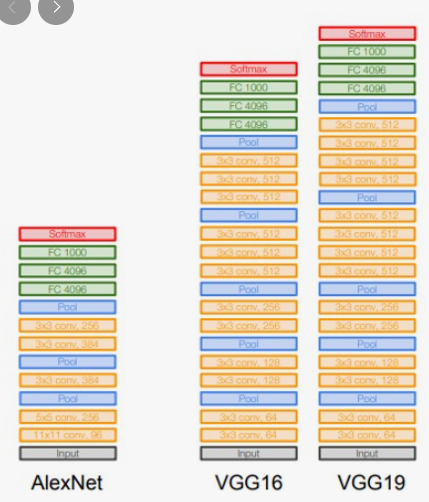 Softmax
FC 1000
FC 4096
FC 4096
Pool
3x3 conv, 256
3x3 conv, 384
Pool
3x3 conv, 384
Pool
5x5 conv, 256
11x11 conv, 96
Input
AlexNet
Softmax
FC 1000
FC 4096
FC 4096
Pool
3x3 conv, 512
3x3 conv, 512
3x3 conv, 512
Pool
3x3 conv, 512
3x3 conv, 512
3x3 conv, 512
Pool
3x3 conv, 256
3x3 conv, 256
Pool
3x3 conv, 128
3x3 conv, 128
Pool
3x3 conv, 64
3x3 conv, 64
Input
VGG16
Softmax
FC 1000
FC 4096
FC 4096
Pool
3x3 conv, 512
3x3 conv, 512
3x3 conv, 512
3x3 conv, 512
Pool
3x3 conv, 512
3x3 conv, 512
3x3 conv, 512
3x3 conv, 512
Pool
3x3 conv, 256
3x3 conv, 256
Pool
3x3 conv, 128
3x3 conv, 128
Pool
3x3 conv, 64
3x3 conv, 64
Input
VGG19